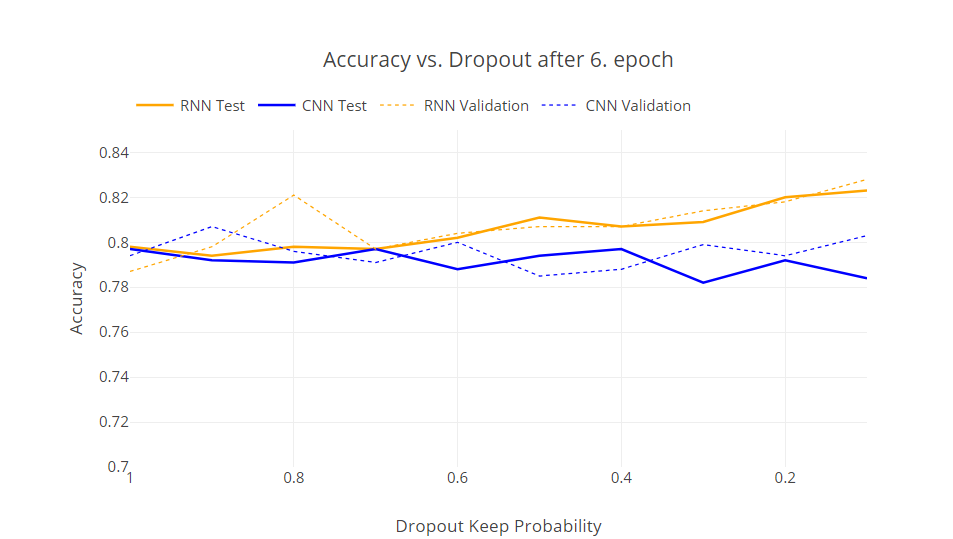 Accuracy vs. Dropout after 6. epoch
RNN Test CNN Test RNN Validation CNN Validation
0.84
0.82
0.8
0.78
0.76
0.74
0.72
0.7
Accuracy
1 0.8 0.6 0.4 0.2
Dropout Keep Probability